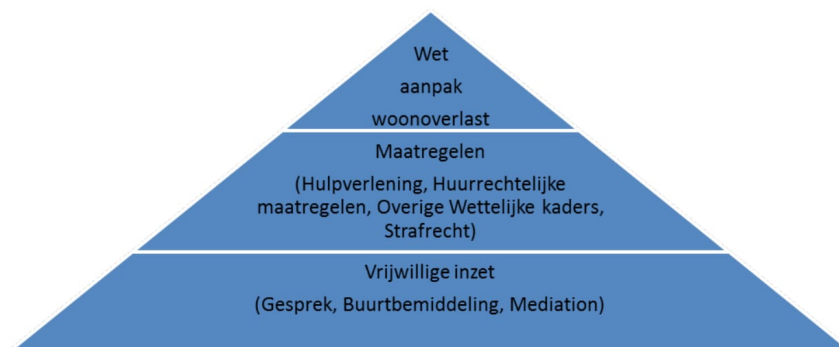 Wet
aanpak
woonoverlast
Maatregelen
(Hulpverlening, Huurrechtelijke
maatregelen, Overige Wettelijke kaders,
Strafrecht)
Vrijwillige inzet
(Gesprek, Buurtbemiddeling, Mediation)